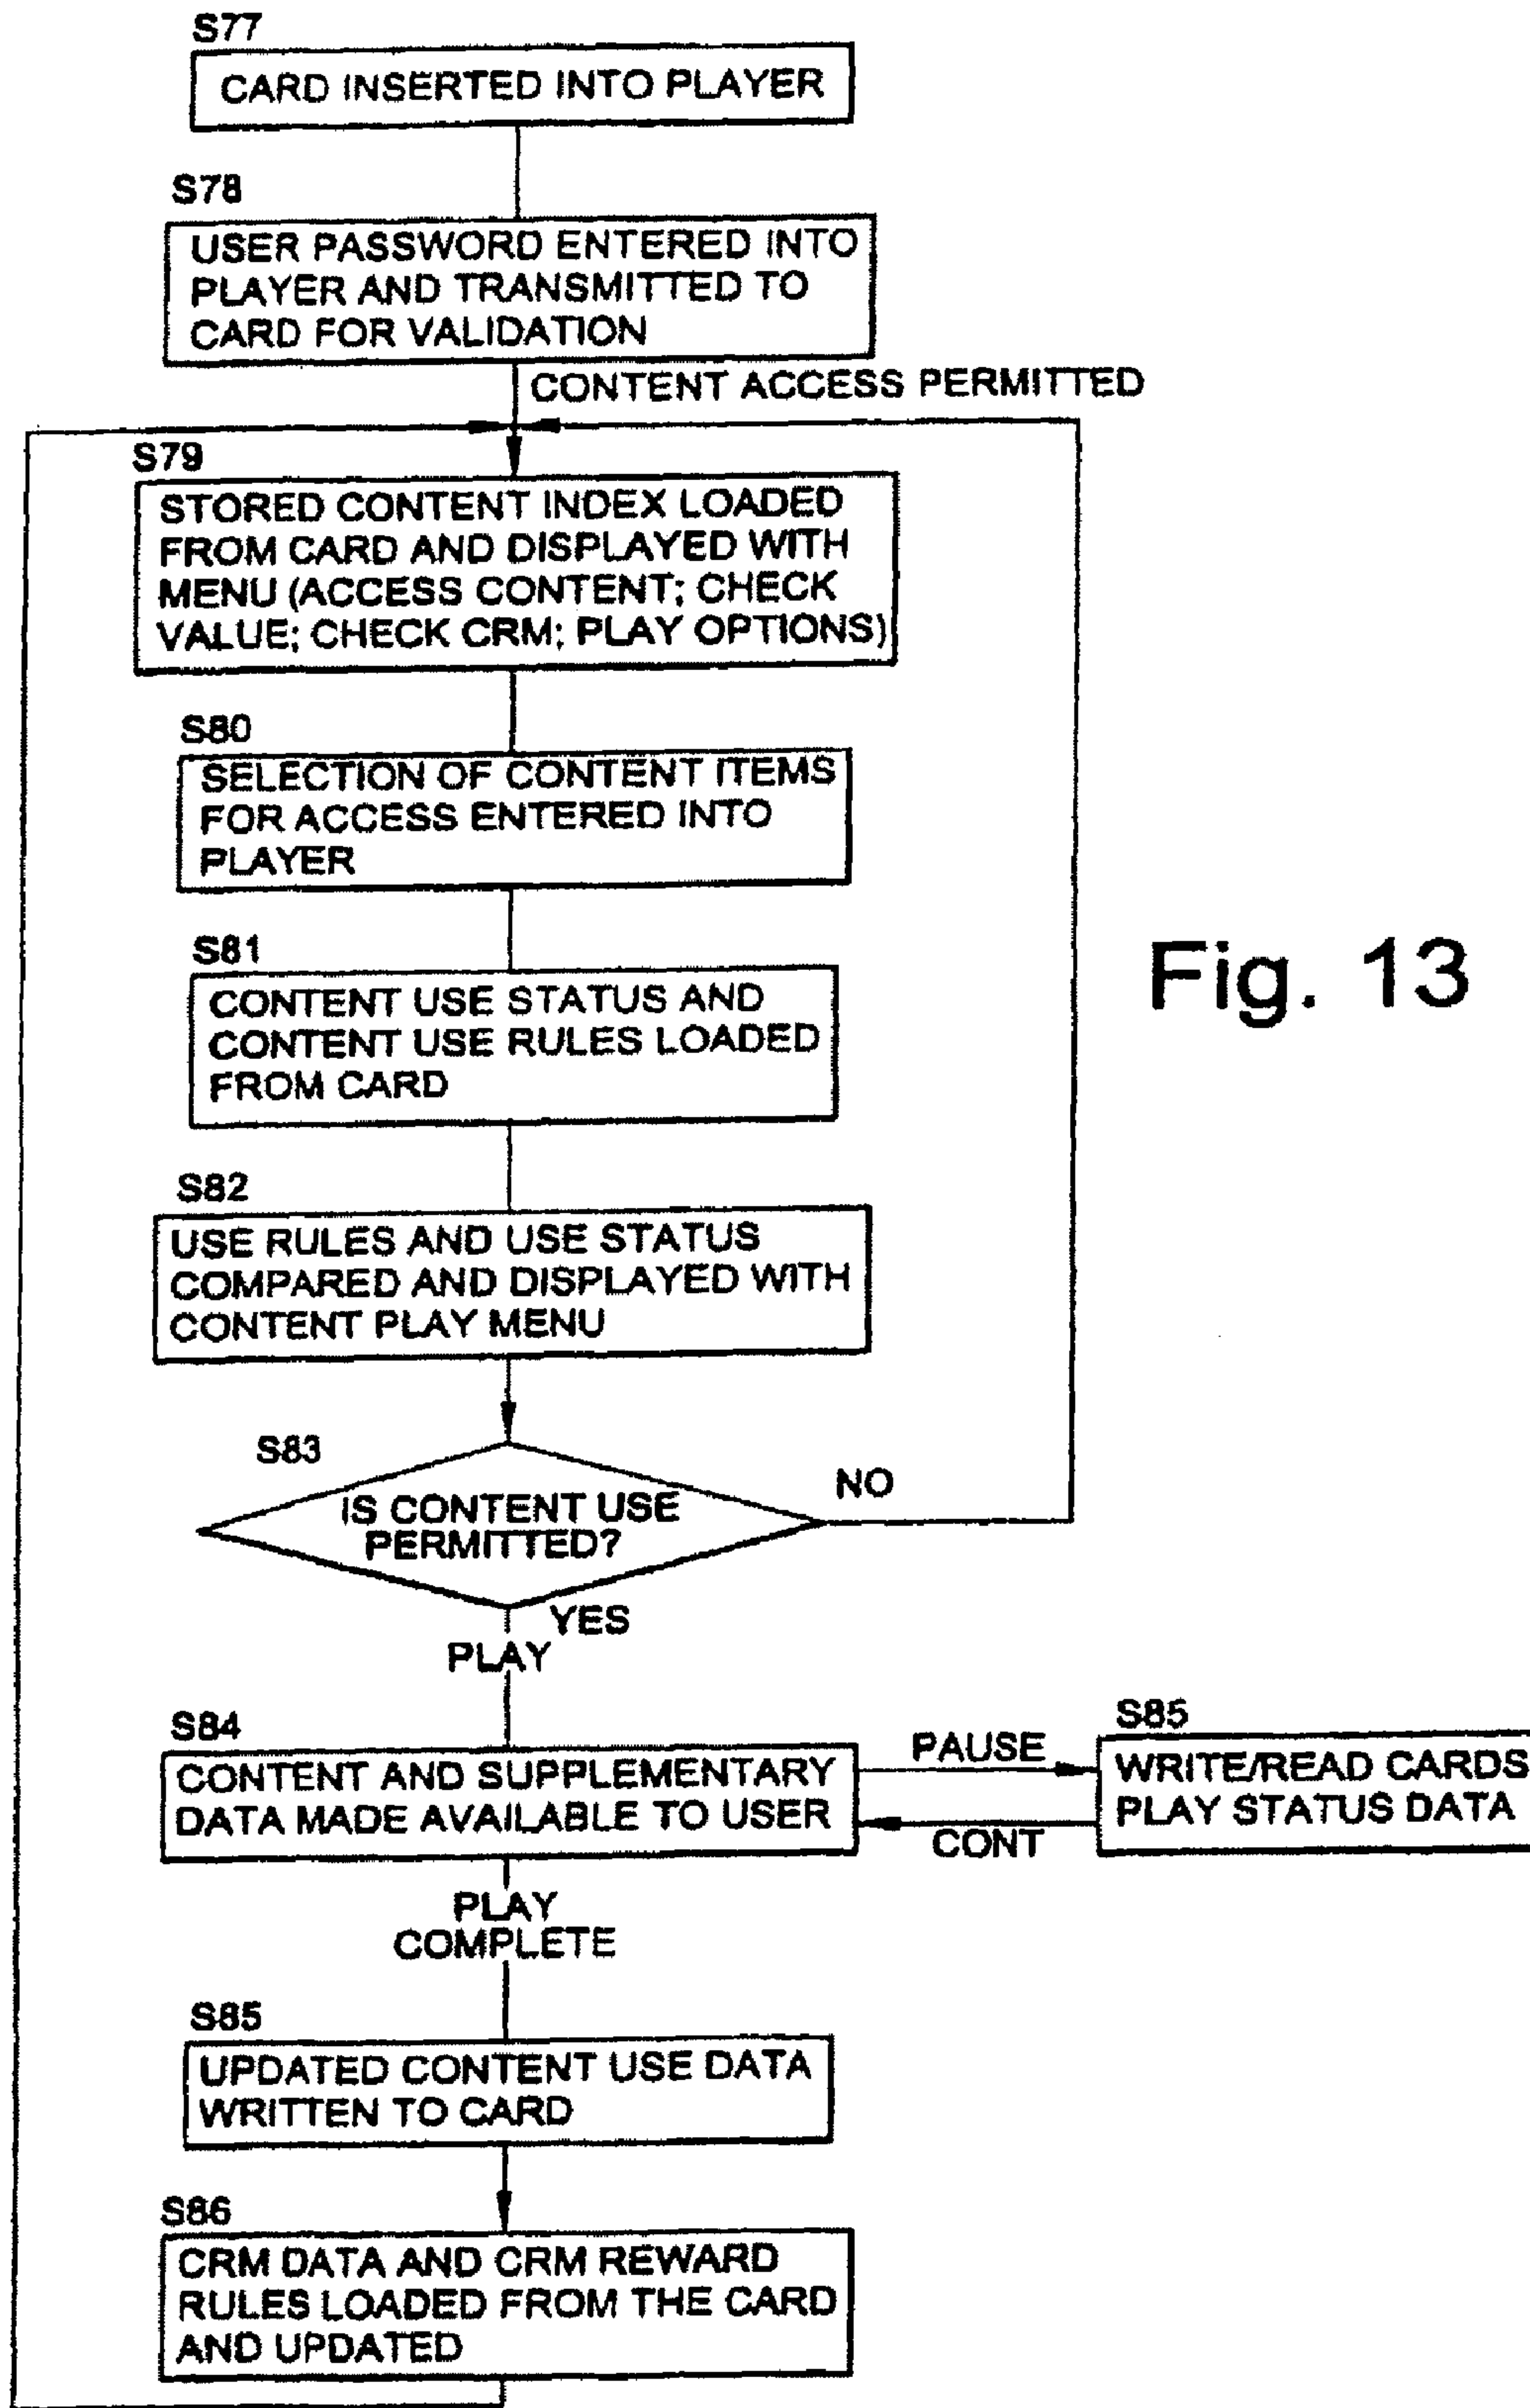 S77
CARD INSERTED INTO PLAYER
S78
USER PASSWORD ENTERED INTO
PLAYER AND TRANSMITTED TO
CARD FOR VALIDATION
CONTENT ACCESS PERMITTED
S79
STORED CONTENT INDEX LOADED
FROM CARD AND DISPLAYED WITH
MENU (ACCESS CONTENT; CHECK
VALUE; CHECK CRM; PLAY OPTIONS)
S80
SELECTION OF CONTENT ITEMS
FOR ACCESS ENTERED INTO
PLAYER
S81
CONTENT USE STATUS AND
CONTENT USE RULES LOADED
FROM CARD
Fig. 13
S82
USE RULES AND USE STATUS
COMPARED AND DISPLAYED WITH
CONTENT PLAY MENU
S83
IS CONTENT USE
PERMITTED?
NO
YES
PLAY
S84
CONTENT AND SUPPLEMENTARY
DATA MADE AVAILABLE TO USER
PAUSE
CONT
S85
WRITE/READ CARDS
PLAY STATUS DATA
PLAY
COMPLETE
S85
UPDATED CONTENT USE DATA
WRITTEN TO CARD
S86
CRM DATA AND CRM REWARD
RULES LOADED FROM THE CARD
AND UPDATED